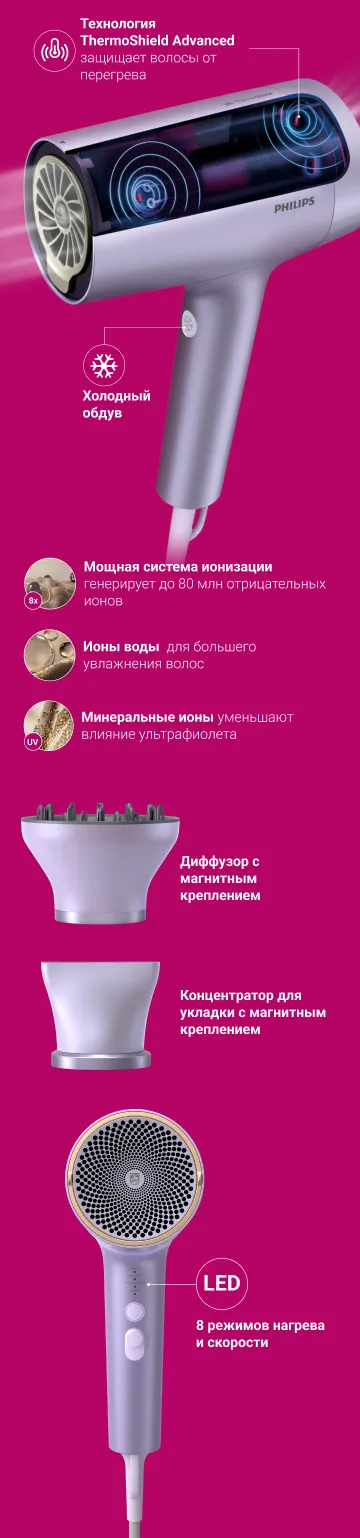 Технология
ThermoShield Advanced
защищает волосы от
перегрева
PHILIPS
Холодный
обдув
Мощная система ионизации
генерирует до 80 млн отрицательных
ионов
8x
Ионы воды для большего
увлажнения волос
Минеральные ионы уменьшают
влияние ультрафиолета
UV
Диффузор с
магнитным
креплением
Концентратор для
укладки с магнитным
креплением
LED
8 режимов нагрева
и скорости